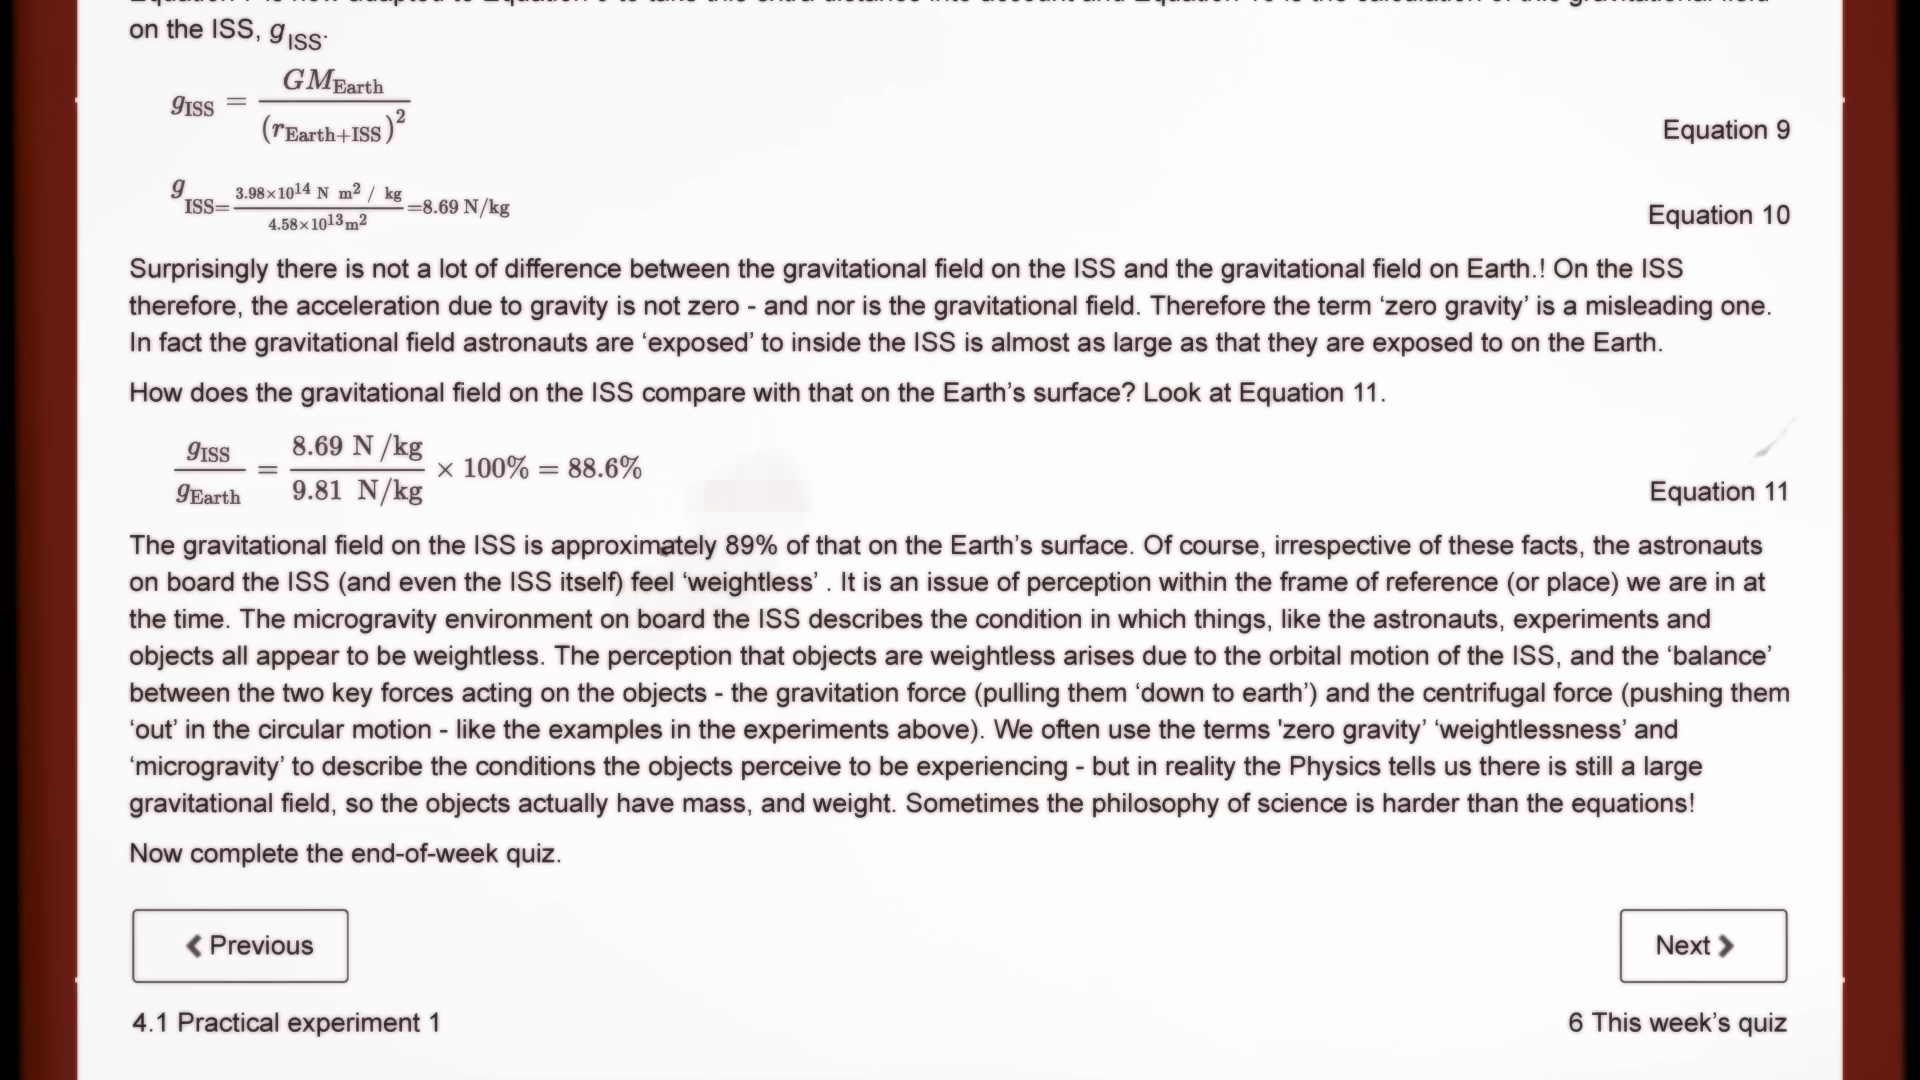 on the ISS, g ISS.
gISS = GMEarth / (rEarth+ISS)²
g ISS= 3.98×10¹⁴ N m² / kg / 4.58×10¹³m² =8.69 N/kg
Equation 9
Equation 10
Surprisingly there is not a lot of difference between the gravitational field on the ISS and the gravitational field on Earth.! On the ISS
therefore, the acceleration due to gravity is not zero - and nor is the gravitational field. Therefore the term ‘zero gravity’ is a misleading one.
In fact the gravitational field astronauts are ‘exposed’ to inside the ISS is almost as large as that they are exposed to on the Earth.
How does the gravitational field on the ISS compare with that on the Earth’s surface? Look at Equation 11.
gISS / gEarth = 8.69 N /kg / 9.81 N/kg × 100% = 88.6%
Equation 11
The gravitational field on the ISS is approximately 89% of that on the Earth’s surface. Of course, irrespective of these facts, the astronauts
on board the ISS (and even the ISS itself) feel ‘weightless’ . It is an issue of perception within the frame of reference (or place) we are in at
the time. The microgravity environment on board the ISS describes the condition in which things, like the astronauts, experiments and
objects all appear to be weightless. The perception that objects are weightless arises due to the orbital motion of the ISS, and the ‘balance’
between the two key forces acting on the objects - the gravitation force (pulling them ‘down to earth’) and the centrifugal force (pushing them
‘out’ in the circular motion - like the examples in the experiments above). We often use the terms 'zero gravity’ ‘weightlessness’ and
‘microgravity’ to describe the conditions the objects perceive to be experiencing - but in reality the Physics tells us there is still a large
gravitational field, so the objects actually have mass, and weight. Sometimes the philosophy of science is harder than the equations!
Now complete the end-of-week quiz.
Previous
Next
4.1 Practical experiment 1
6 This week’s quiz